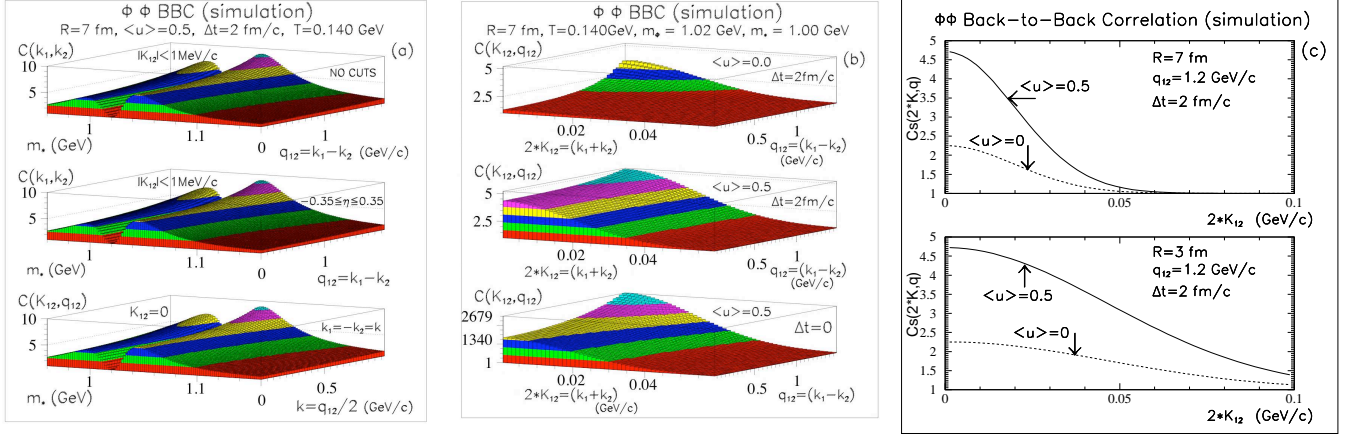 ϕ ϕ BBC (simulation)
R=7 fm, <u>=0.5, Δt=2 fm/c, T=0.140 GeV
(a)
C(k₁,k₂)
|K₁₂|<1MeV/c
NO CUTS
10
5
1
1.1
0
1
m* (GeV)
q₁₂=k₁−k₂ (GeV/c)
C(k₁,k₂)
|K₁₂|<1MeV/c
−0.35≤η≤0.35
10
5
1
1.1
0
1
m* (GeV)
q₁₂=k₁−k₂
C(K₁₂,q₁₂)
K₁₂=0
k₁=−k₂=k
10
5
1
1.1
0
0.5
m* (GeV)
k=q₁₂/2 (GeV/c)
ϕ ϕ BBC (simulation)
R=7 fm, T=0.140GeV, m* = 1.02 GeV, m* = 1.00 GeV
(b)
C(K₁₂,q₁₂)
<u>=0.0
Δt=2fm/c
5
2.5
0.02
0.04
0.5
1
2*K₁₂=(k₁+k₂)
q₁₂=(k₁−k₂)
(GeV/c)
C(K₁₂,q₁₂)
<u>=0.5
Δt=2fm/c
5
2.5
0.02
0.04
0.5
1
2*K₁₂=(k₁+k₂)
q₁₂=(k₁−k₂)
(GeV/c)
C(K₁₂,q₁₂)
<u>=0.5
Δt=0
2679
1340
1
0.02
0.04
0.5
1
2*K₁₂=(k₁+k₂)
(GeV/c)
q₁₂=(k₁−k₂)
ϕϕ Back−to−Back Correlation (simulation)
(c)
Cs(2*K,q)
5
4.5
4
3.5
3
2.5
2
1.5
1
R=7 fm
q₁₂=1.2 GeV/c
Δt=2 fm/c
<u>=0.5
<u>=0
0
0.05
0.1
2*K₁₂ (GeV/c)
Cs(2*K,q)
5
4.5
4
3.5
3
2.5
2
1.5
1
R=3 fm
q₁₂=1.2 GeV/c
Δt=2 fm/c
<u>=0.5
<u>=0
0
0.05
0.1
2*K₁₂ (GeV/c)